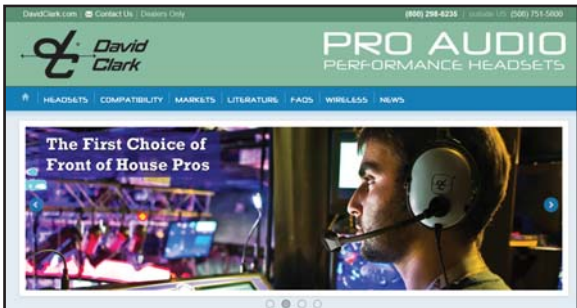 DavidClark.com | Contact Us | Dealers Only
(800) 298-6235 | outside US: (508) 751-5800
David
Clark
PRO AUDIO
PERFORMANCE HEADSETS
HEADSETS | COMPATIBILITY | MARKETS | LITERATURE | FAQS | WIRELESS | NEWS
The First Choice of
Front of House Pros